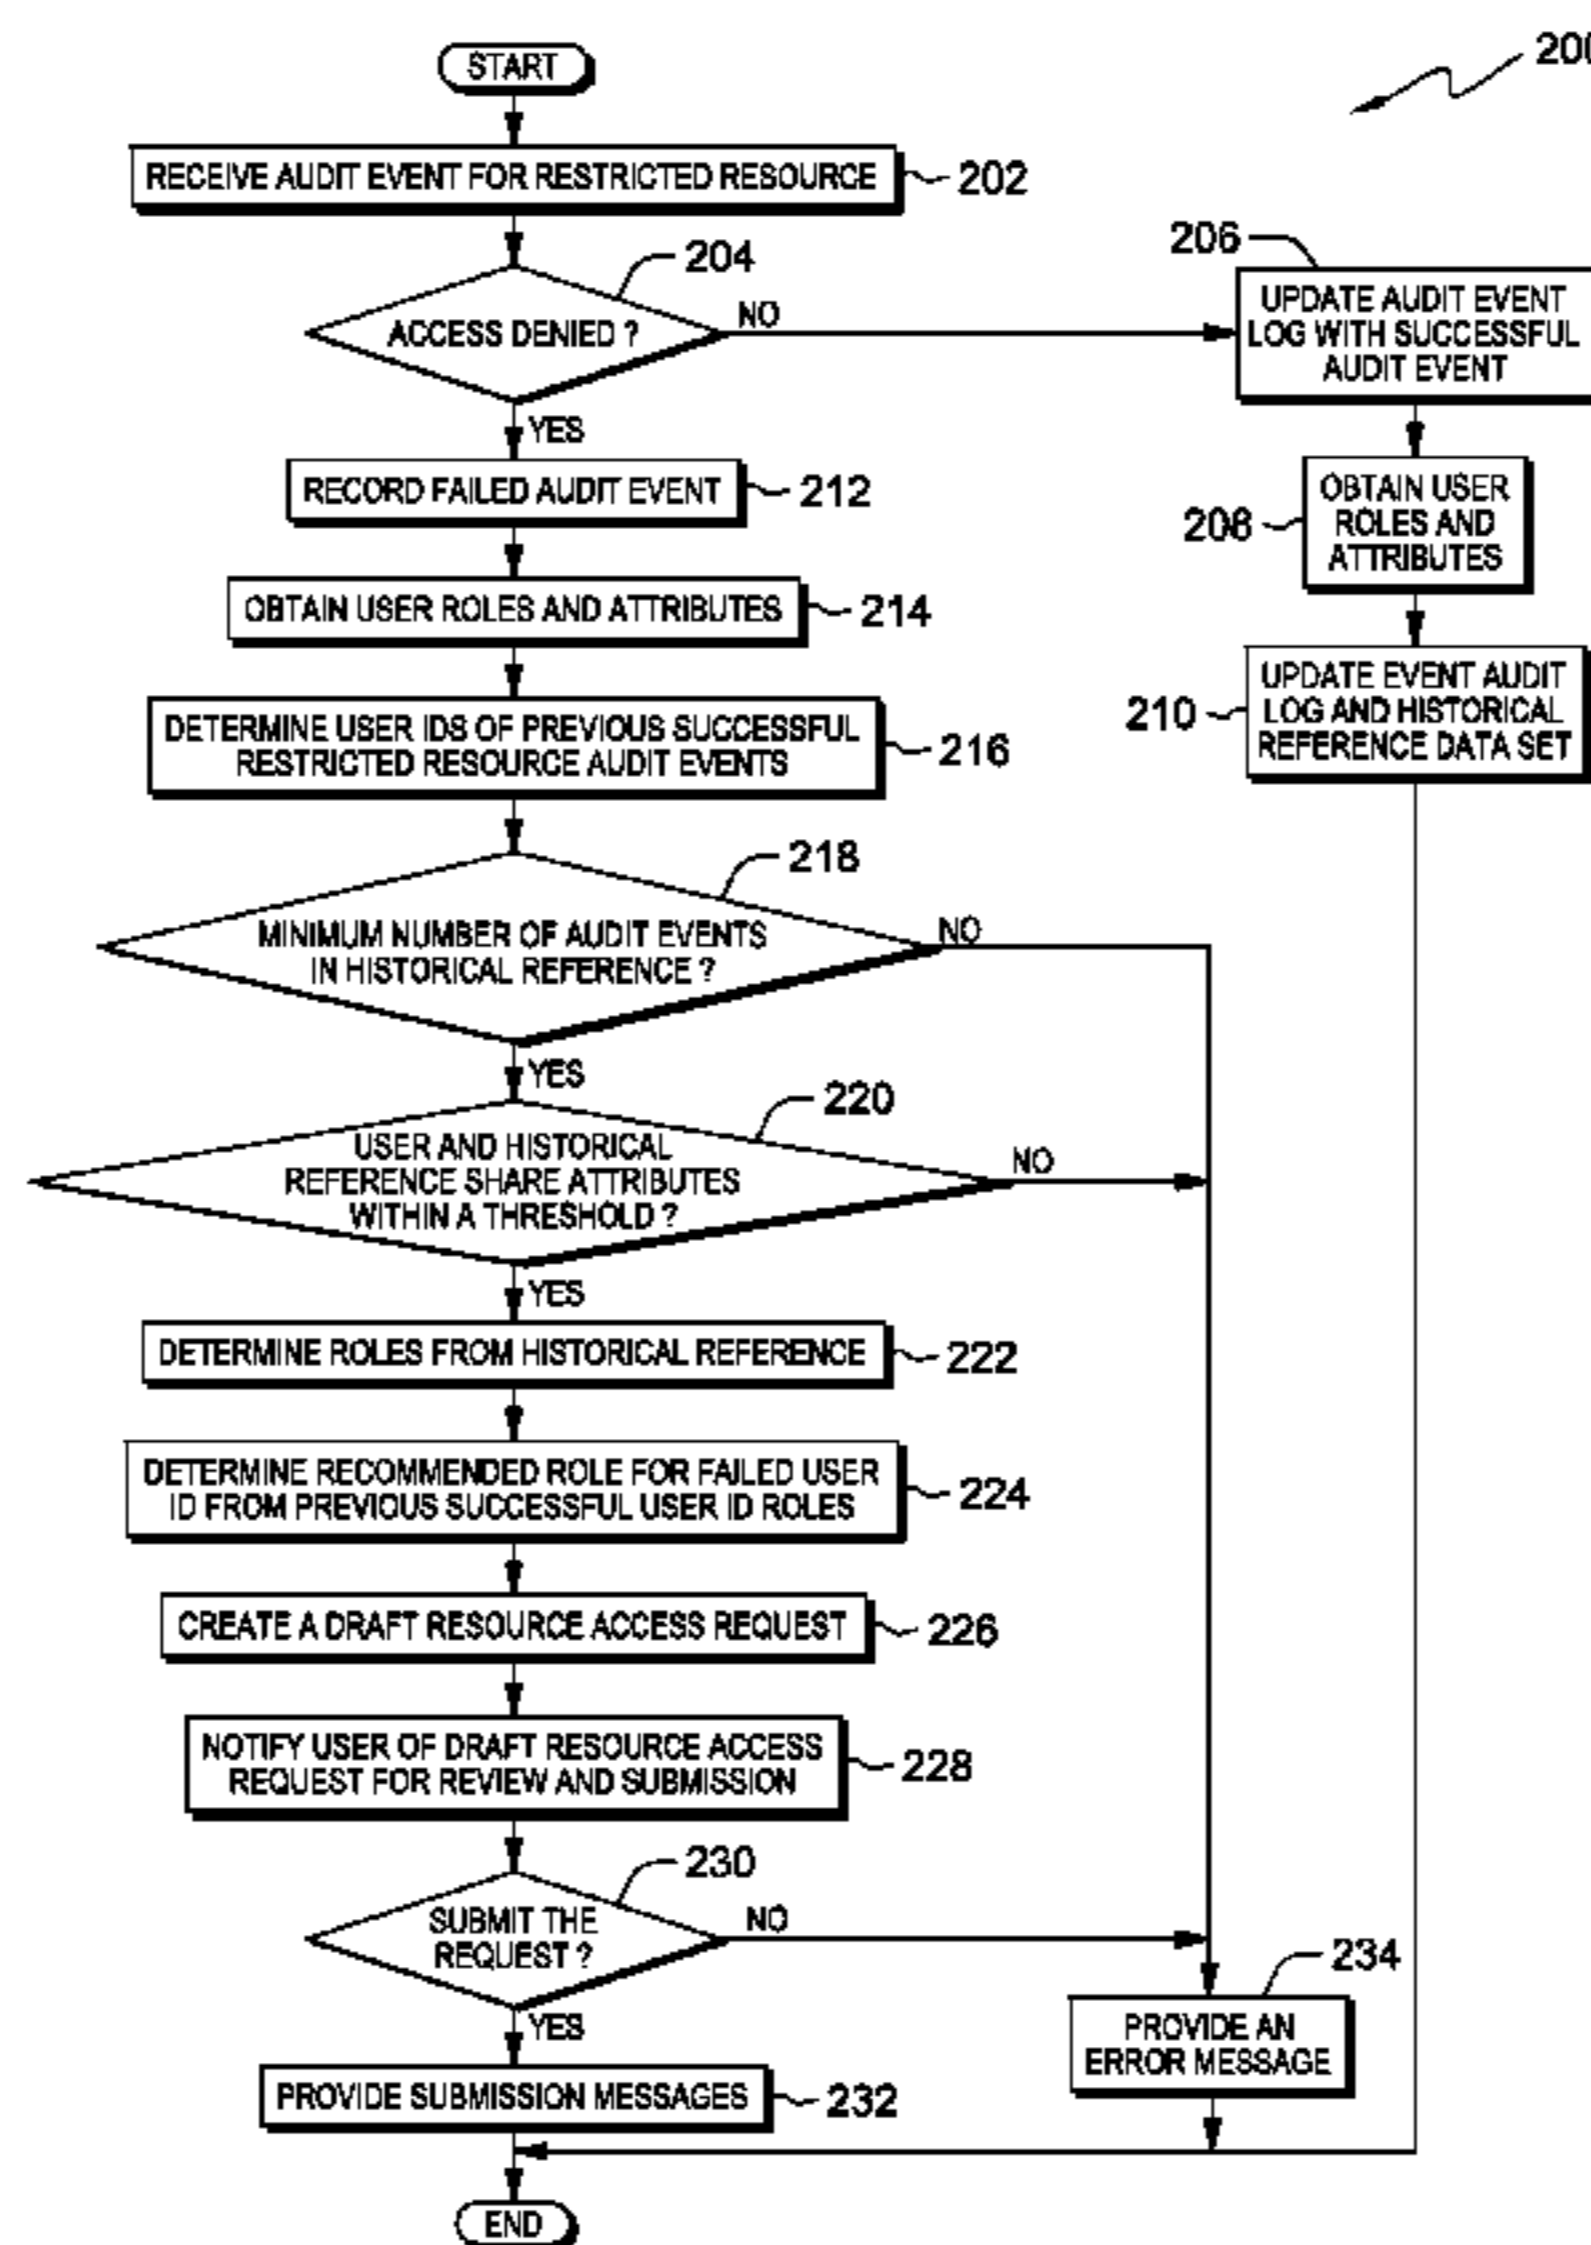 200
START
RECEIVE AUDIT EVENT FOR RESTRICTED RESOURCE
202
204
ACCESS DENIED ?
NO
YES
206
UPDATE AUDIT EVENT
LOG WITH SUCCESSFUL
AUDIT EVENT
208
OBTAIN USER
ROLES AND
ATTRIBUTES
210
UPDATE EVENT AUDIT
LOG AND HISTORICAL
REFERENCE DATA SET
RECORD FAILED AUDIT EVENT
212
OBTAIN USER ROLES AND ATTRIBUTES
214
DETERMINE USER IDS OF PREVIOUS SUCCESSFUL
RESTRICTED RESOURCE AUDIT EVENTS
216
218
MINIMUM NUMBER OF AUDIT EVENTS
IN HISTORICAL REFERENCE ?
NO
YES
220
USER AND HISTORICAL
REFERENCE SHARE ATTRIBUTES
WITHIN A THRESHOLD ?
NO
YES
DETERMINE ROLES FROM HISTORICAL REFERENCE
222
DETERMINE RECOMMENDED ROLE FOR FAILED USER
ID FROM PREVIOUS SUCCESSFUL USER ID ROLES
224
CREATE A DRAFT RESOURCE ACCESS REQUEST
226
NOTIFY USER OF DRAFT RESOURCE ACCESS
REQUEST FOR REVIEW AND SUBMISSION
228
230
SUBMIT THE
REQUEST ?
NO
YES
234
PROVIDE AN
ERROR MESSAGE
PROVIDE SUBMISSION MESSAGES
232
END